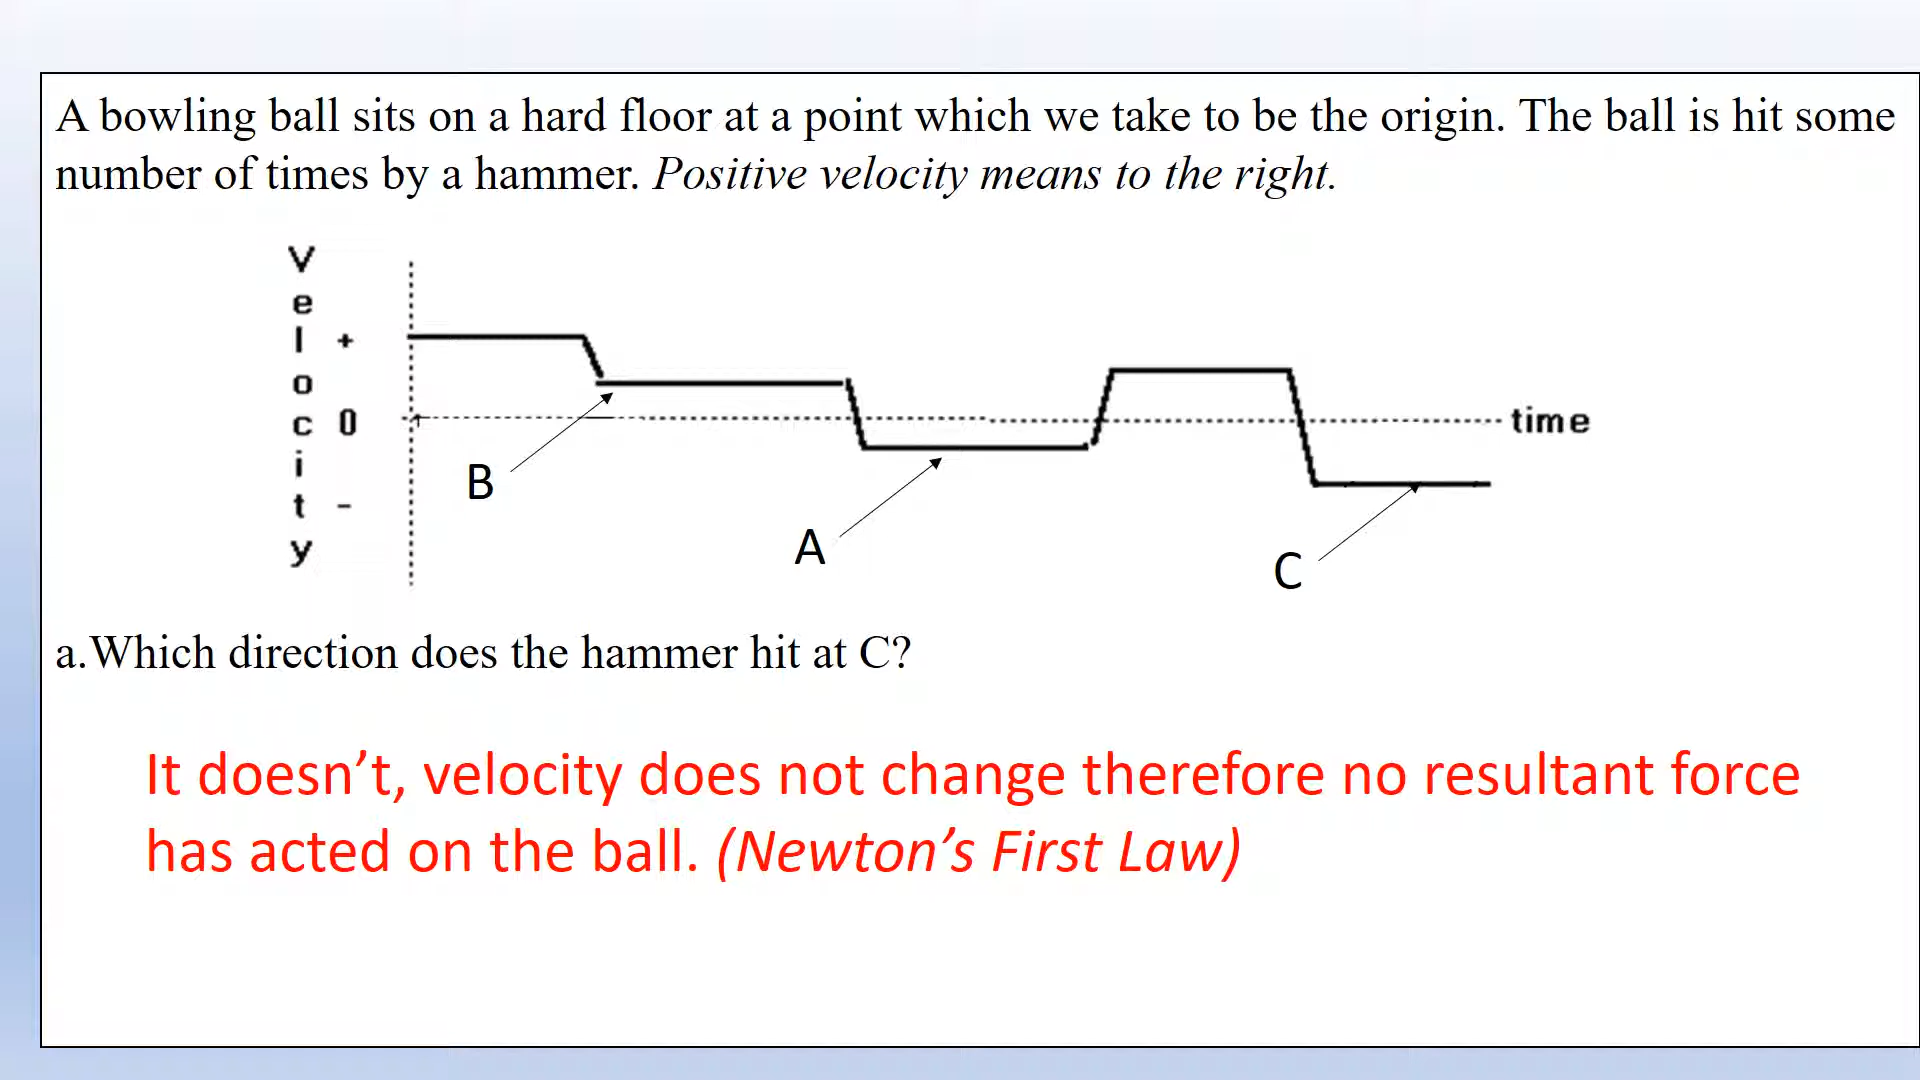 A bowling ball sits on a hard floor at a point which we take to be the origin. The ball is hit some
number of times by a hammer. Positive velocity means to the right.
Velocity
+
0
-
time
B
A
C
a.Which direction does the hammer hit at C?
It doesn’t, velocity does not change therefore no resultant force
has acted on the ball. (Newton’s First Law)